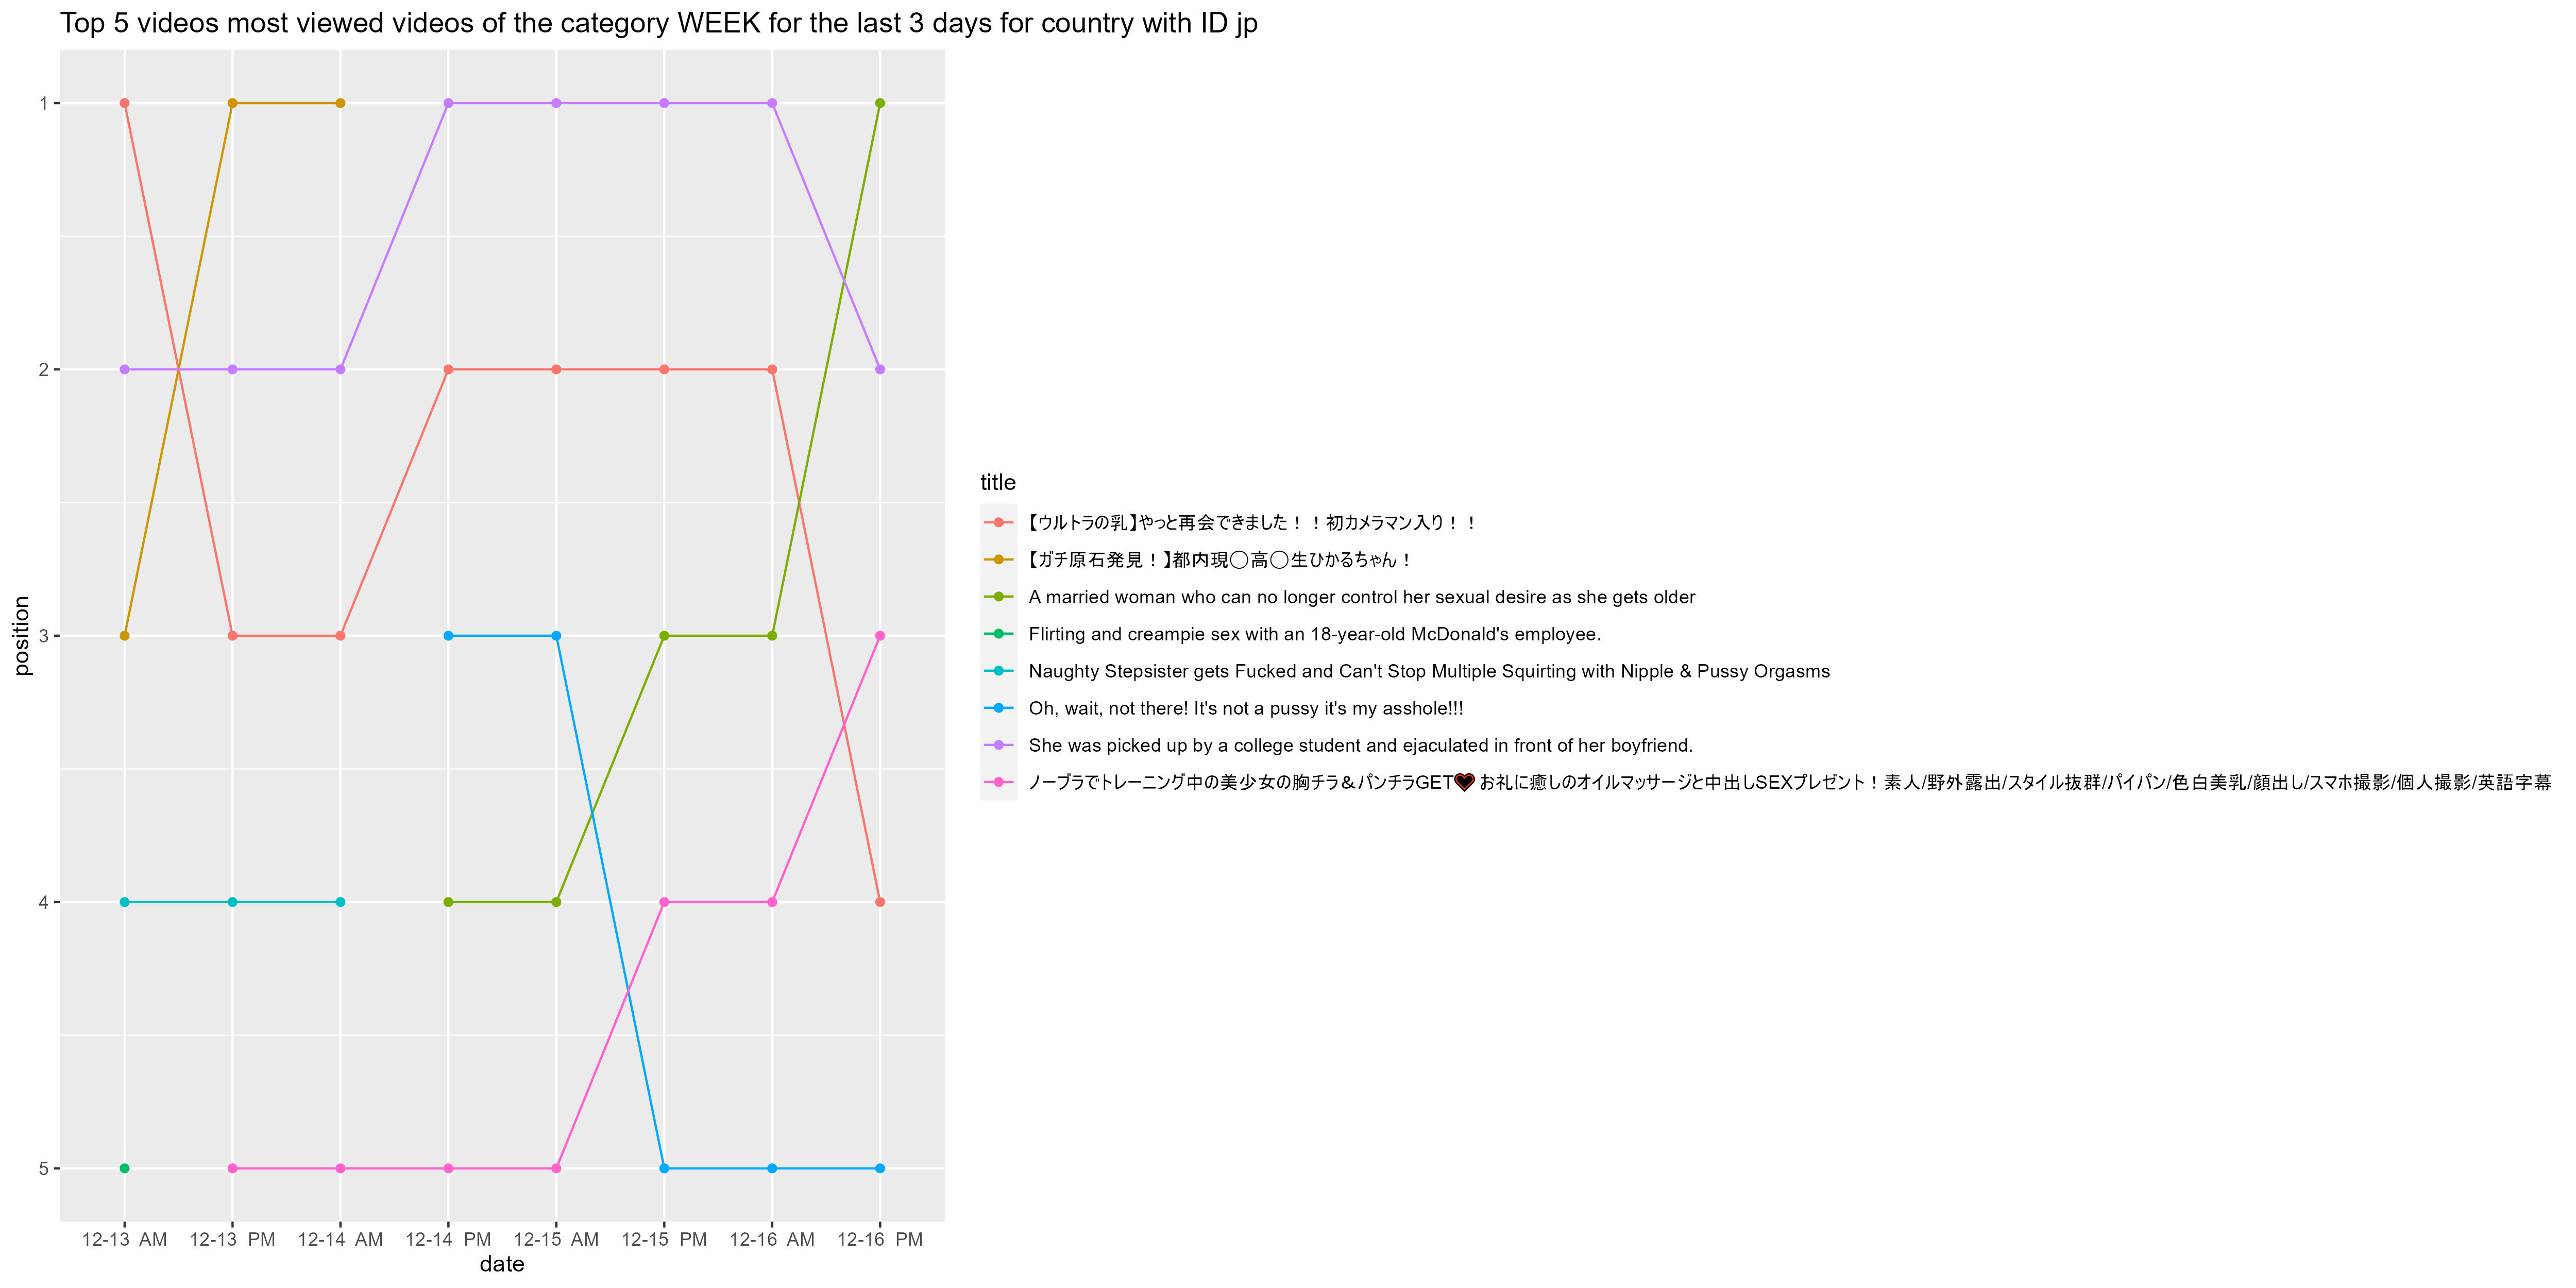 Top 5 videos most viewed videos of the category WEEK for the last 3 days for country with ID jp
position
1
2
3
4
5
12-13 AM
12-13 PM
12-14 AM
12-14 PM
12-15 AM
12-15 PM
12-16 AM
12-16 PM
date
title
【ウルトラの乳】やっと再会できました！！初カメラマン入り！！
【ガチ原石発見！】都内現◯高◯生ひかるちゃん！
A married woman who can no longer control her sexual desire as she gets older
Flirting and creampie sex with an 18-year-old McDonald's employee.
Naughty Stepsister gets Fucked and Can't Stop Multiple Squirting with Nipple & Pussy Orgasms
Oh, wait, not there! It's not a pussy it's my asshole!!!
She was picked up by a college student and ejaculated in front of her boyfriend.
ノーブラでトレーニング中の美少女の胸チラ＆パンチラGET♥ お礼に癒しのオイルマッサージと中出しSEXプレゼント！素人/野外露出/スタイル抜群/パイパン/色白美乳/顔出し/スマホ撮影/個人撮影/英語字幕